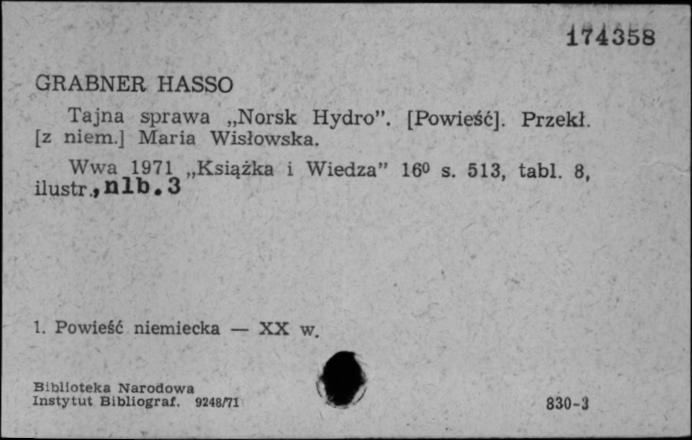 174358
GRABNER HASSO
Tajna sprawa „Norsk Hydro”. [Powieść]. Przekł.
[z niem.] Maria Wisłowska.
Wwa 1971 „Książka i Wiedza” 16⁰ s. 513, tabl. 8,
ilustr., nlb. 3
1. Powieść niemiecka — XX w.
Biblioteka Narodowa
Instytut Bibliograf. 9248/71
830-3